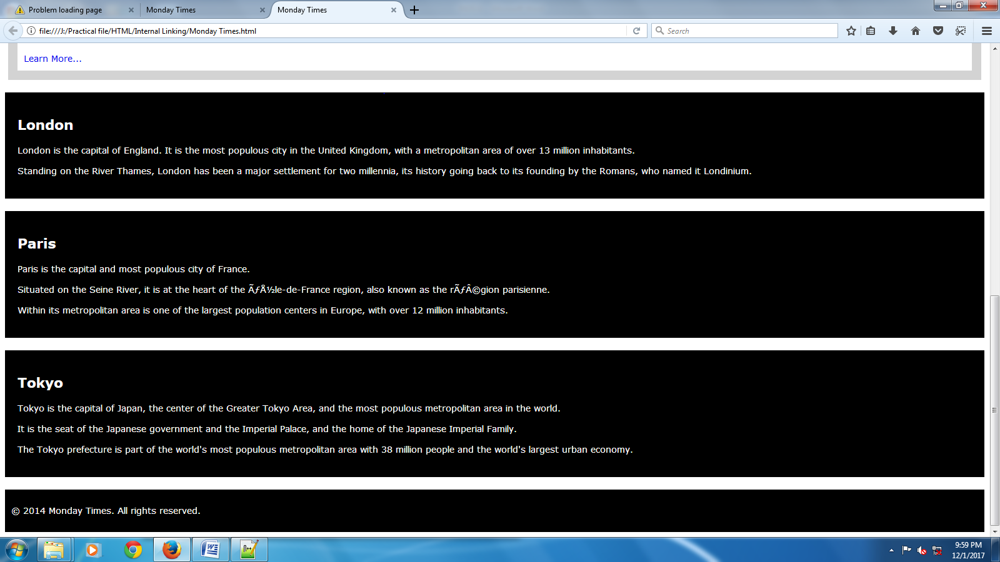 Problem loading page
Monday Times
Monday Times
file:///J:/Practical file/HTML/Internal Linking/Monday Times.html
Search
Learn More...
London
London is the capital of England. It is the most populous city in the United Kingdom, with a metropolitan area of over 13 million inhabitants.
Standing on the River Thames, London has been a major settlement for two millennia, its history going back to its founding by the Romans, who named it Londinium.
Paris
Paris is the capital and most populous city of France.
Situated on the Seine River, it is at the heart of the ÃƒÅ½le-de-France region, also known as the rÃƒÂ©gion parisienne.
Within its metropolitan area is one of the largest population centers in Europe, with over 12 million inhabitants.
Tokyo
Tokyo is the capital of Japan, the center of the Greater Tokyo Area, and the most populous metropolitan area in the world.
It is the seat of the Japanese government and the Imperial Palace, and the home of the Japanese Imperial Family.
The Tokyo prefecture is part of the world's most populous metropolitan area with 38 million people and the world's largest urban economy.
© 2014 Monday Times. All rights reserved.
9:59 PM
12/1/2017